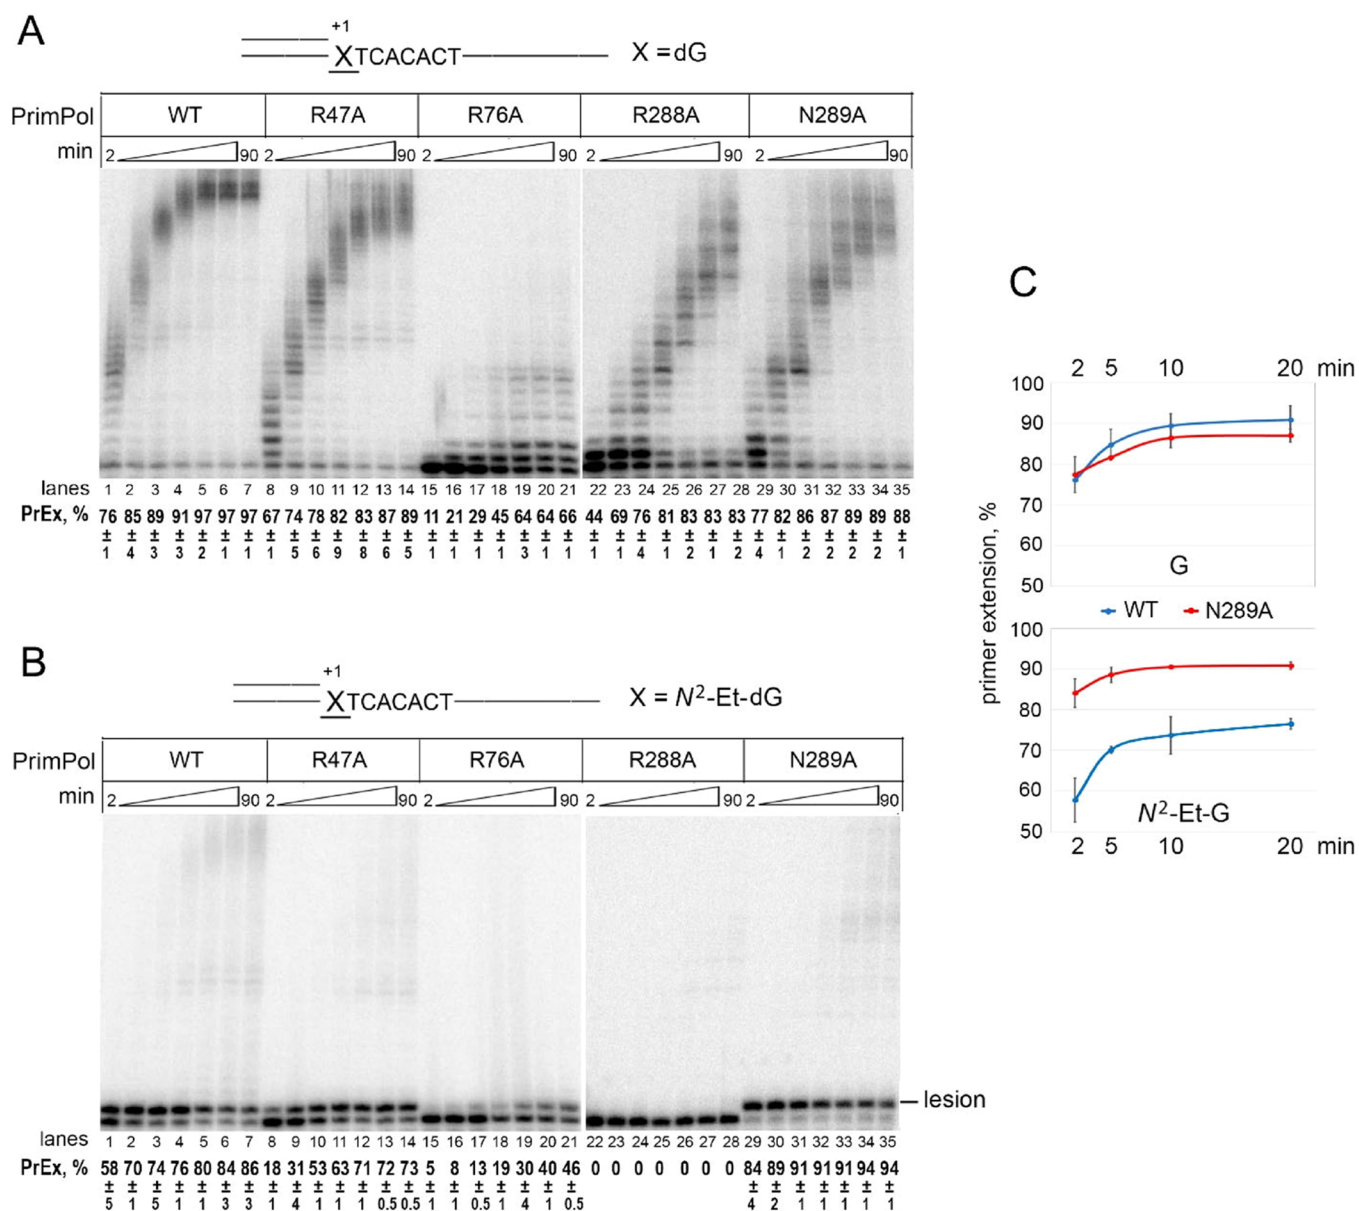 A
+1
XTCACACT
X = dG
PrimPol WT R47A R76A R288A N289A
min 2 90 2 90 2 90 2 90 2 90
lanes 1 2 3 4 5 6 7 8 9 10 11 12 13 14 15 16 17 18 19 20 21 22 23 24 25 26 27 28 29 30 31 32 33 34 35
PrEx, % 76 85 89 91 97 97 97 67 74 78 82 83 87 89 11 21 29 45 64 64 66 44 69 76 81 83 83 83 77 82 86 87 89 89 88
± ± ± ± ± ± ± ± ± ± ± ± ± ± ± ± ± ± ± ± ± ± ± ± ± ± ± ± ± ± ± ± ± ± ±
1 4 3 3 2 1 1 1 5 6 9 8 6 5 1 1 1 1 3 1 1 1 1 4 1 2 1 2 4 1 2 2 2 2 1
B
+1
XTCACACT
X = N²-Et-dG
PrimPol WT R47A R76A R288A N289A
min 2 90 2 90 2 90 2 90 2 90
lesion
lanes 1 2 3 4 5 6 7 8 9 10 11 12 13 14 15 16 17 18 19 20 21 22 23 24 25 26 27 28 29 30 31 32 33 34 35
PrEx, % 58 70 74 76 80 84 86 18 31 53 63 71 72 73 5 8 13 19 30 40 46 0 0 0 0 0 0 0 84 89 91 91 91 94 94
± ± ± ± ± ± ± ± ± ± ± ± ± ± ± ± ± ± ± ± ± ± ± ± ± ± ± ±
5 1 5 1 1 3 3 1 4 1 1 1 0.5 0.5 1 1 0.5 1 4 1 0.5 4 2 1 1 1 1 1
C
2 5 10 20 min
100
90
80
70
60
50
G
primer extension, %
WT N289A
100
90
80
70
60
50
N²-Et-G
2 5 10 20 min